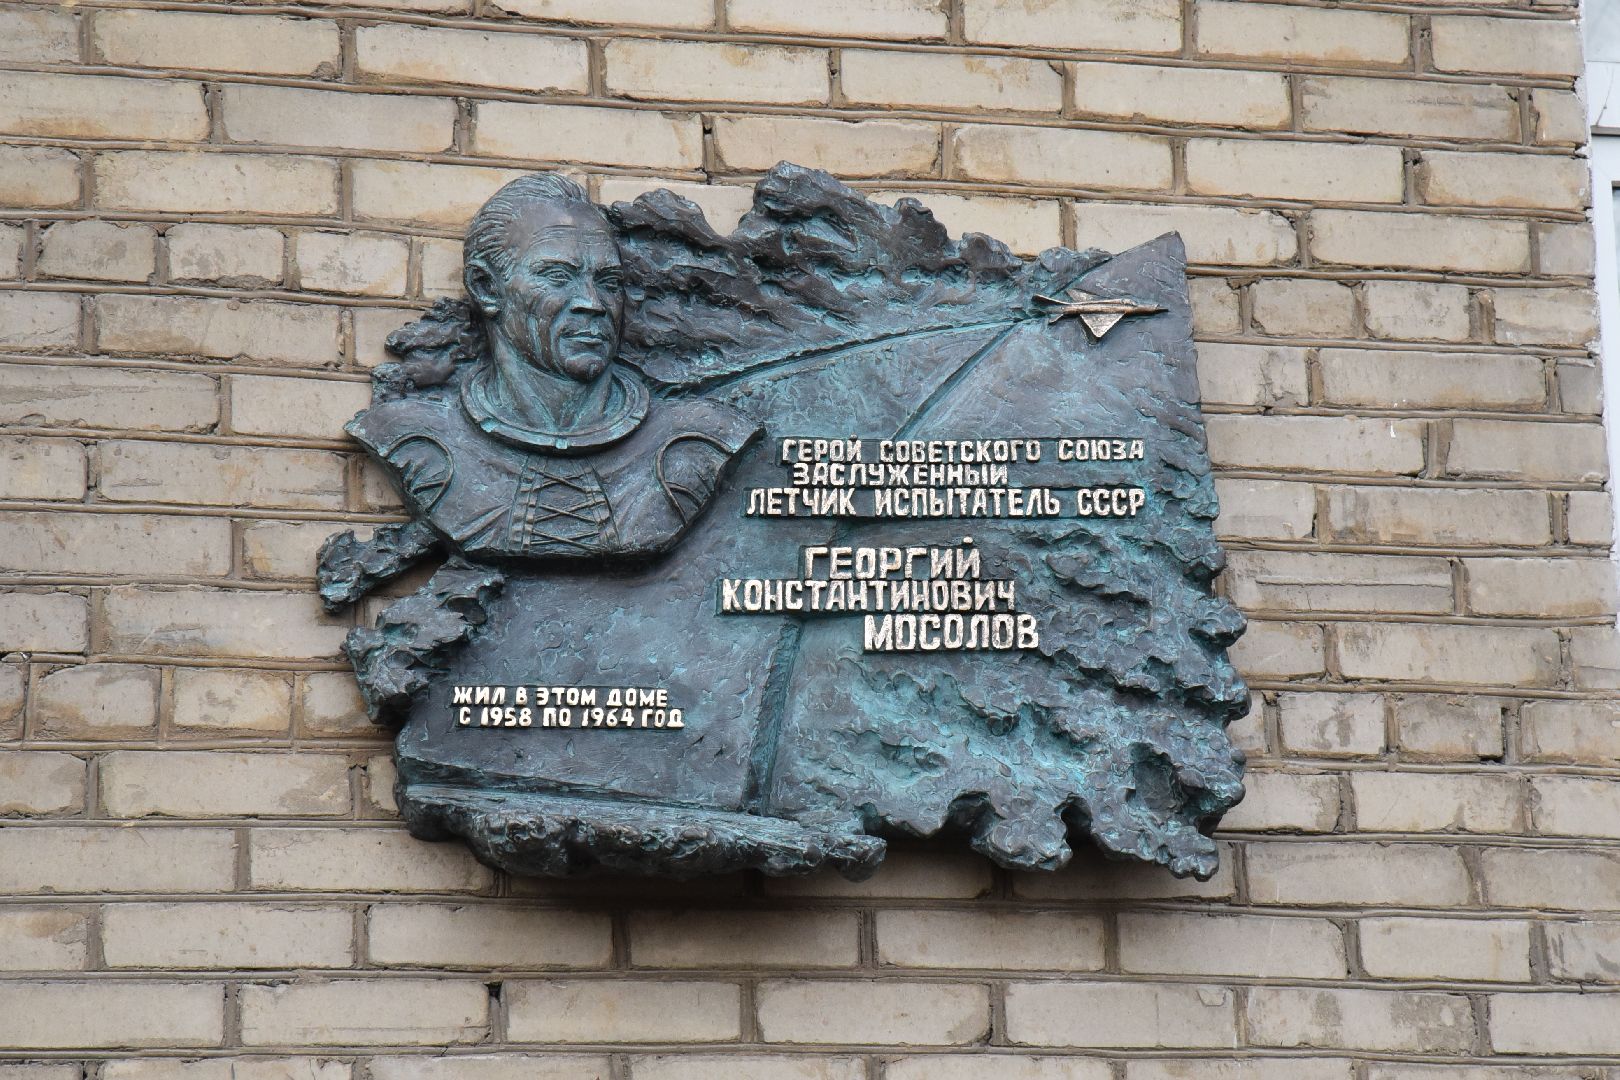 ГЕРОЙ СОВЕТСКОГО СОЮЗА
ЗАСЛУЖЕННЫЙ
ЛЕТЧИК ИСПЫТАТЕЛЬ СССР
ГЕОРГИЙ
КОНСТАНТИНОВИЧ
МОСОЛОВ
ЖИЛ В ЭТОМ ДОМЕ
С 1958 ПО 1964 ГОД